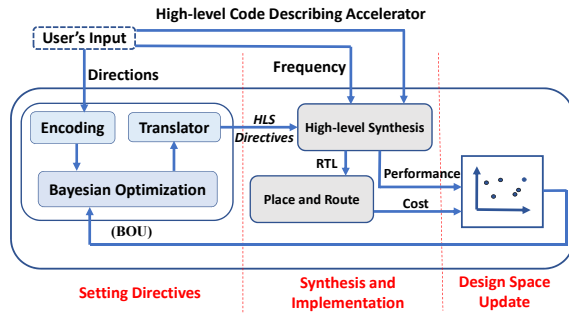 High-level Code Describing Accelerator
User's Input
Directions
Frequency
Encoding
Translator
HLS
Directives
High-level Synthesis
Bayesian Optimization
RTL
Performance
Place and Route
Cost
(BOU)
Setting Directives
Synthesis and
Implementation
Design Space
Update